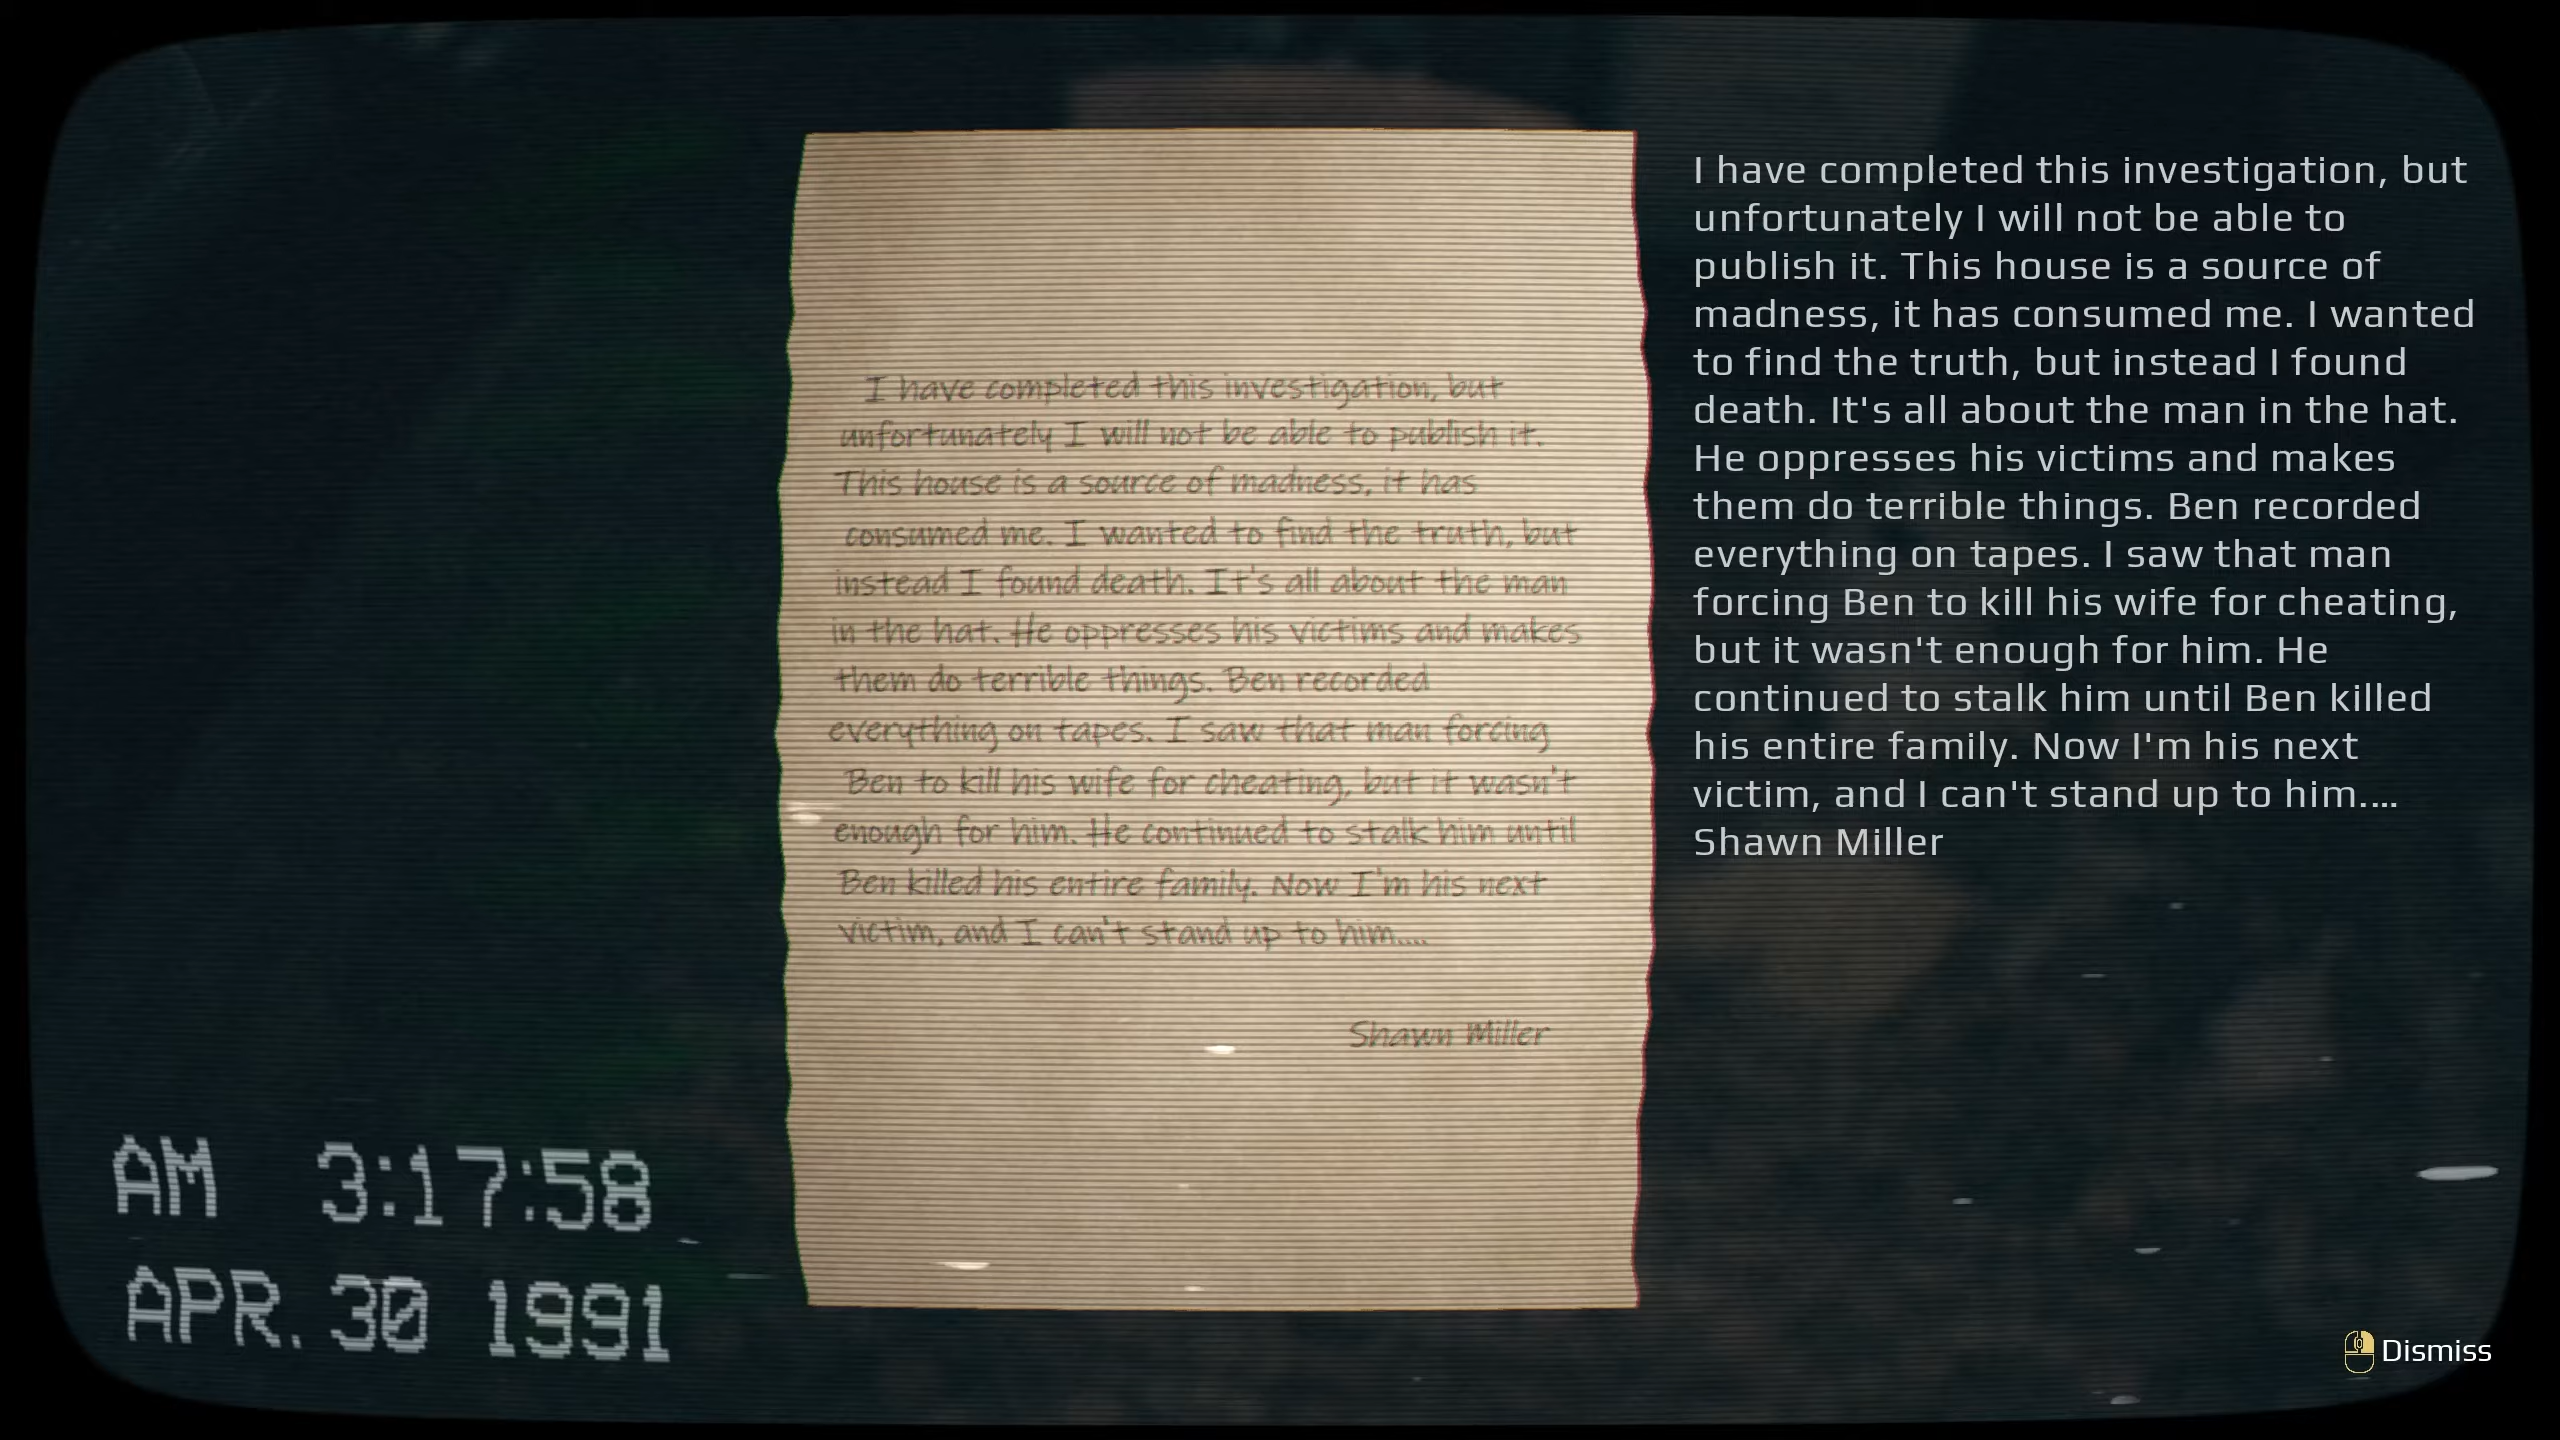 I have completed this investigation, but
unfortunately I will not be able to publish it.
This house is a source of madness, it has
consumed me. I wanted to find the truth, but
instead I found death. It's all about the man
in the hat. He oppresses his victims and makes
them do terrible things. Ben recorded
everything on tapes. I saw that man forcing
Ben to kill his wife for cheating, but it wasn't
enough for him. He continued to stalk him until
Ben killed his entire family. Now I'm his next
victim, and I can't stand up to him....
Shawn Miller
I have completed this investigation, but
unfortunately I will not be able to
publish it. This house is a source of
madness, it has consumed me. I wanted
to find the truth, but instead I found
death. It's all about the man in the hat.
He oppresses his victims and makes
them do terrible things. Ben recorded
everything on tapes. I saw that man
forcing Ben to kill his wife for cheating,
but it wasn't enough for him. He
continued to stalk him until Ben killed
his entire family. Now I'm his next
victim, and I can't stand up to him....
Shawn Miller
AM 3:17:58
APR. 30 1991
Dismiss